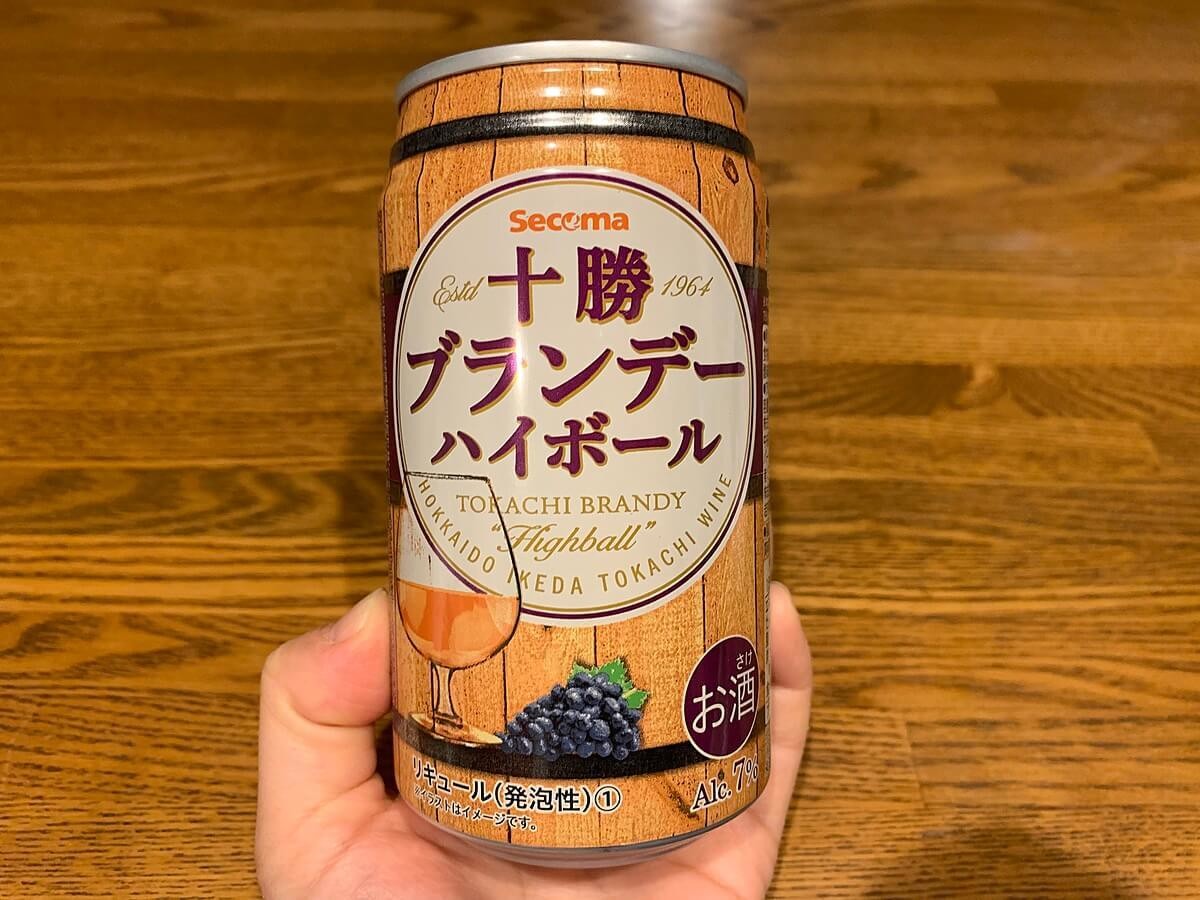 Secoma
Estd 十勝 1964
ブランデー
ハイボール
TOKACHI BRANDY
"Highball"
HOKKAIDO IKEDA TOKACHI WINE
さけ
お酒
リキュール(発泡性)①
※イラストはイメージです。
Alc. 7%